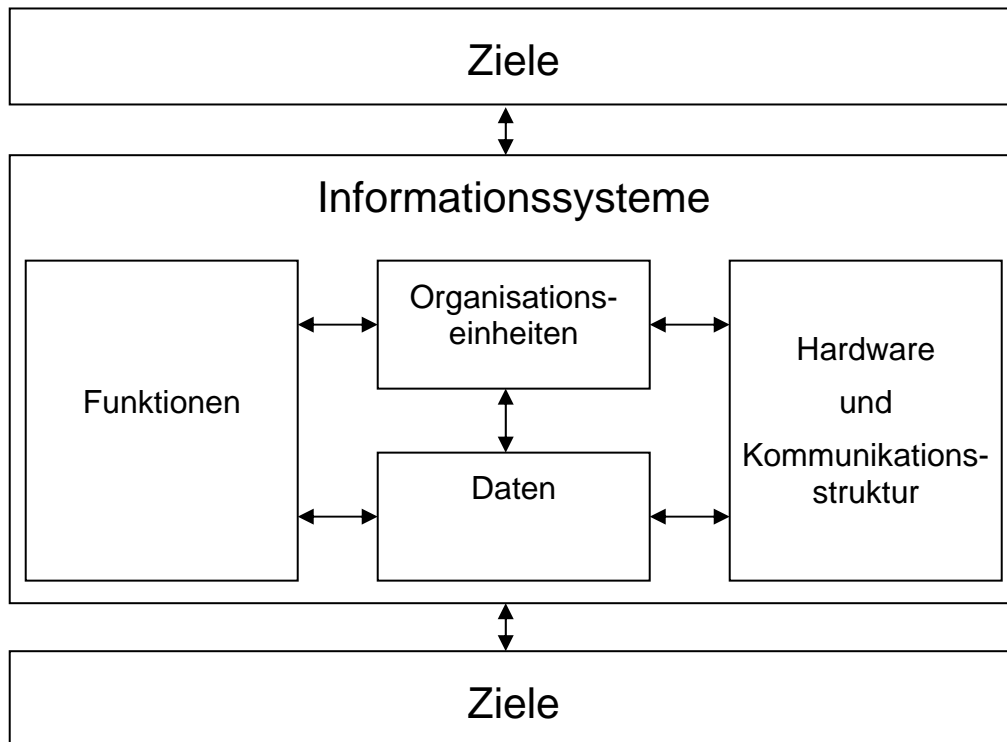 Ziele
Informationssysteme
Funktionen
Organisations-
einheiten
Daten
Hardware
und
Kommunikations-
struktur
Ziele